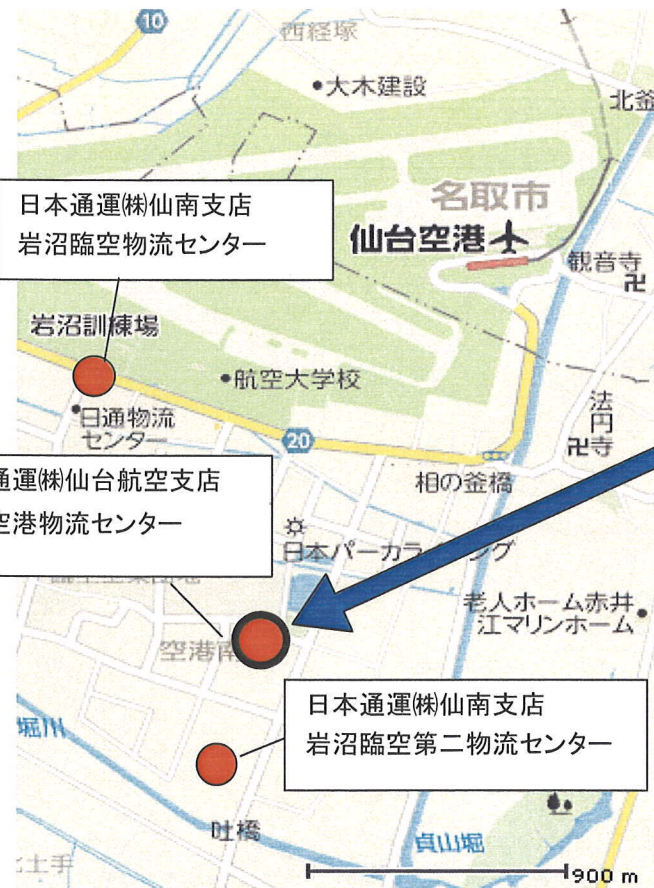 10
西経塚
大木建設
北釜
日本通運㈱仙南支店
岩沼臨空物流センター
名取市
仙台空港
観音寺
岩沼訓練場
航空大学校
日通物流
センター
法円寺
20
通運㈱仙台航空支店
空港物流センター
相の釜橋
日本パーカライジング
老人ホーム赤井
江マリンホーム
空港南
日本通運㈱仙南支店
岩沼臨空第二物流センター
堀川
吐橋
貞山堀
土手
900 m